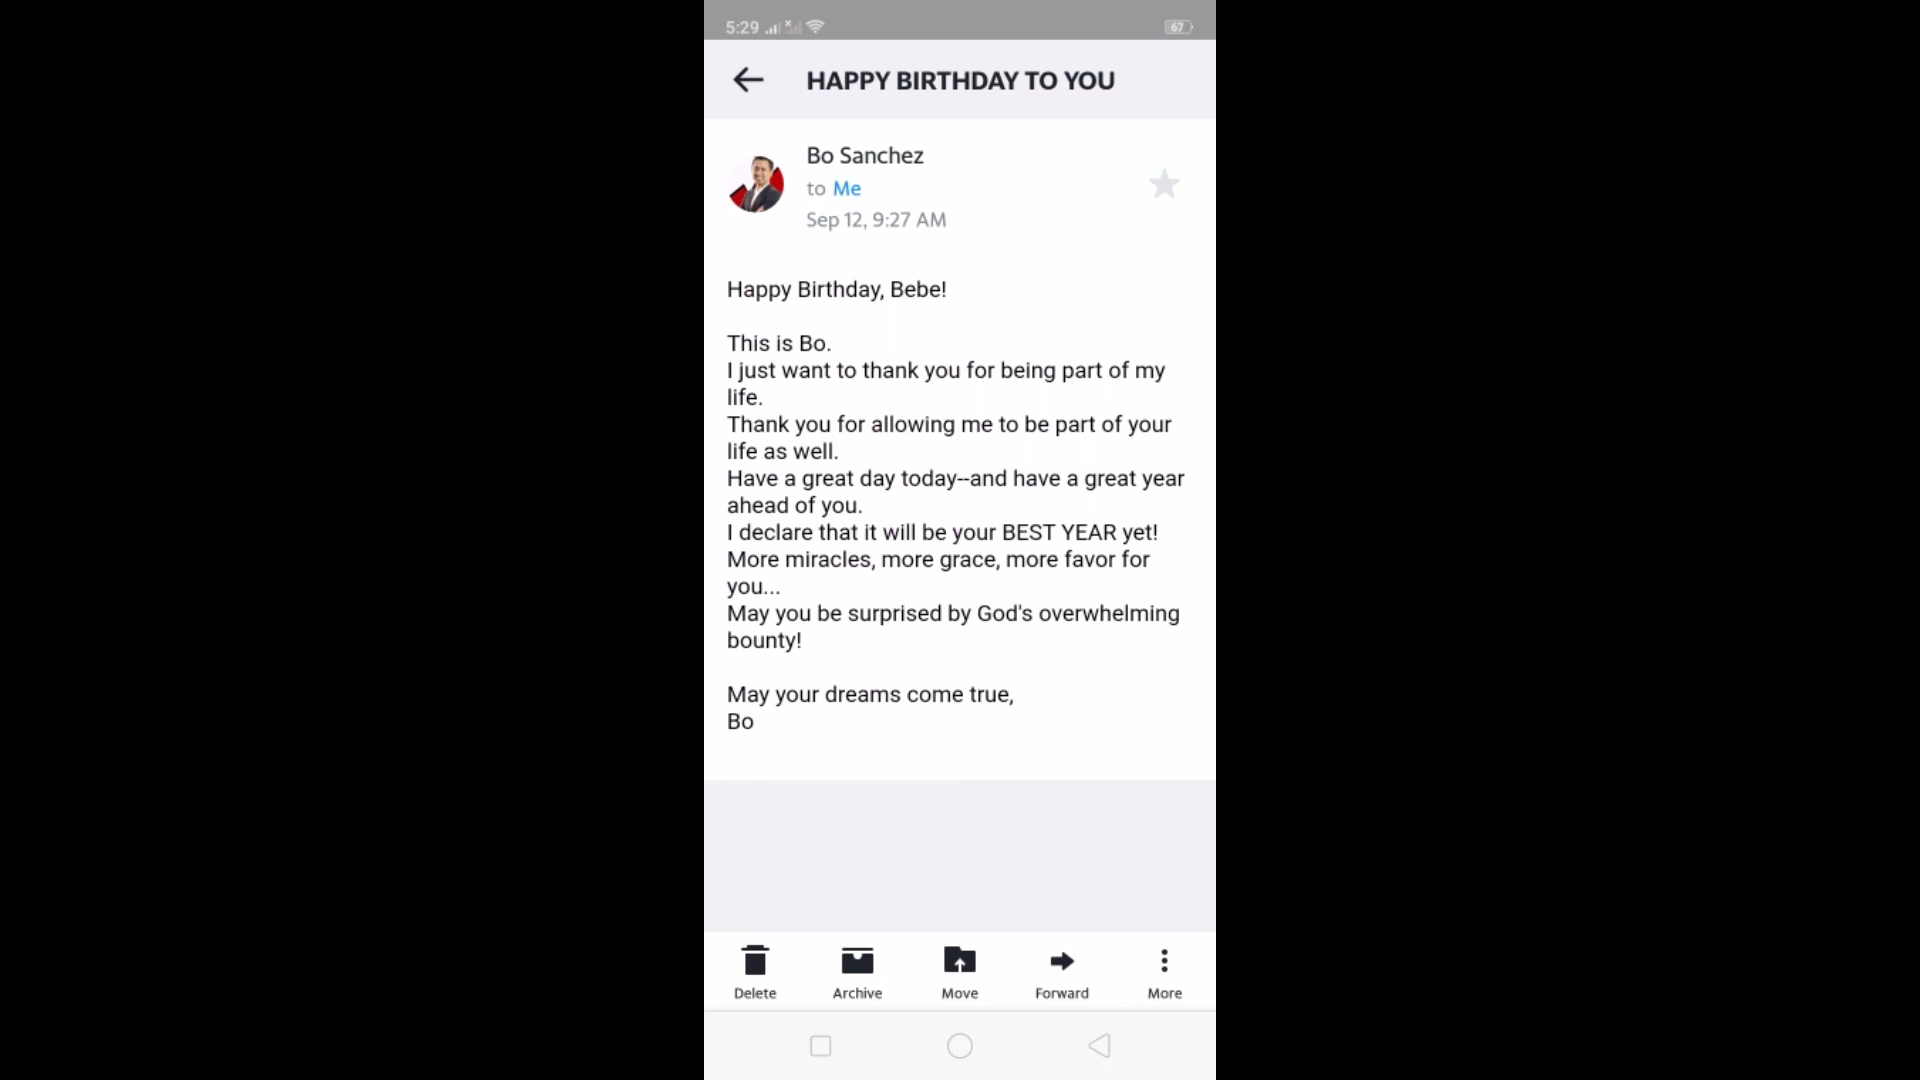 5:29
67
HAPPY BIRTHDAY TO YOU
Bo Sanchez
to Me
Sep 12, 9:27 AM
Happy Birthday, Bebe!
This is Bo.
I just want to thank you for being part of my
life.
Thank you for allowing me to be part of your
life as well.
Have a great day today--and have a great year
ahead of you.
I declare that it will be your BEST YEAR yet!
More miracles, more grace, more favor for
you...
May you be surprised by God's overwhelming
bounty!
May your dreams come true,
Bo
Delete Archive Move Forward More